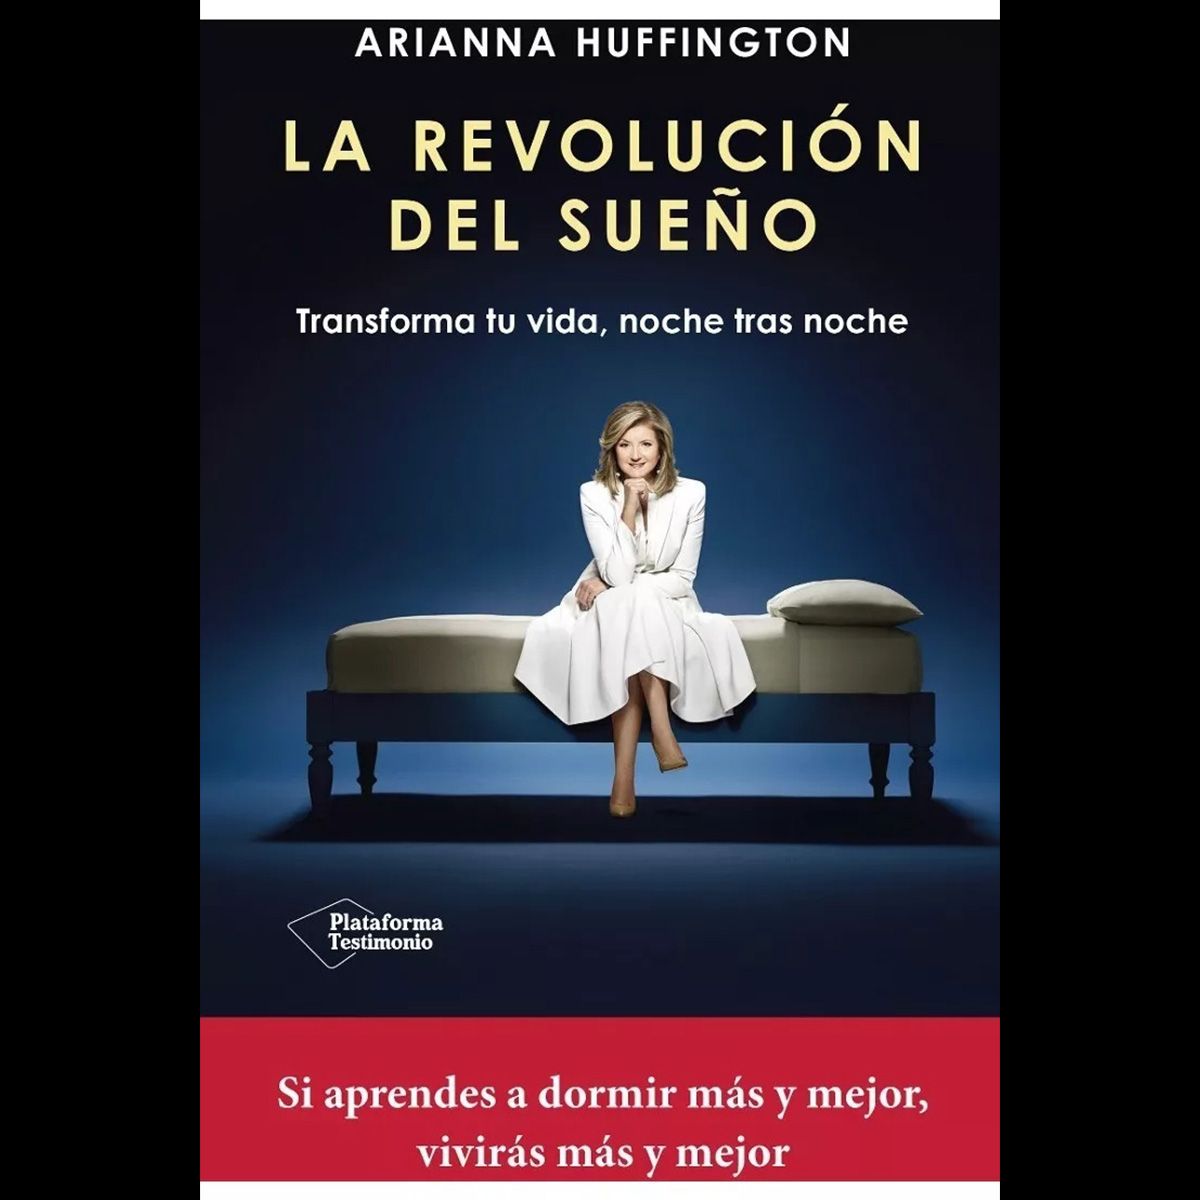 ARIANNA HUFFINGTON
LA REVOLUCIÓN
DEL SUEÑO
Transforma tu vida, noche tras noche
Plataforma
Testimonio
Si aprendes a dormir más y mejor,
vivirás más y mejor